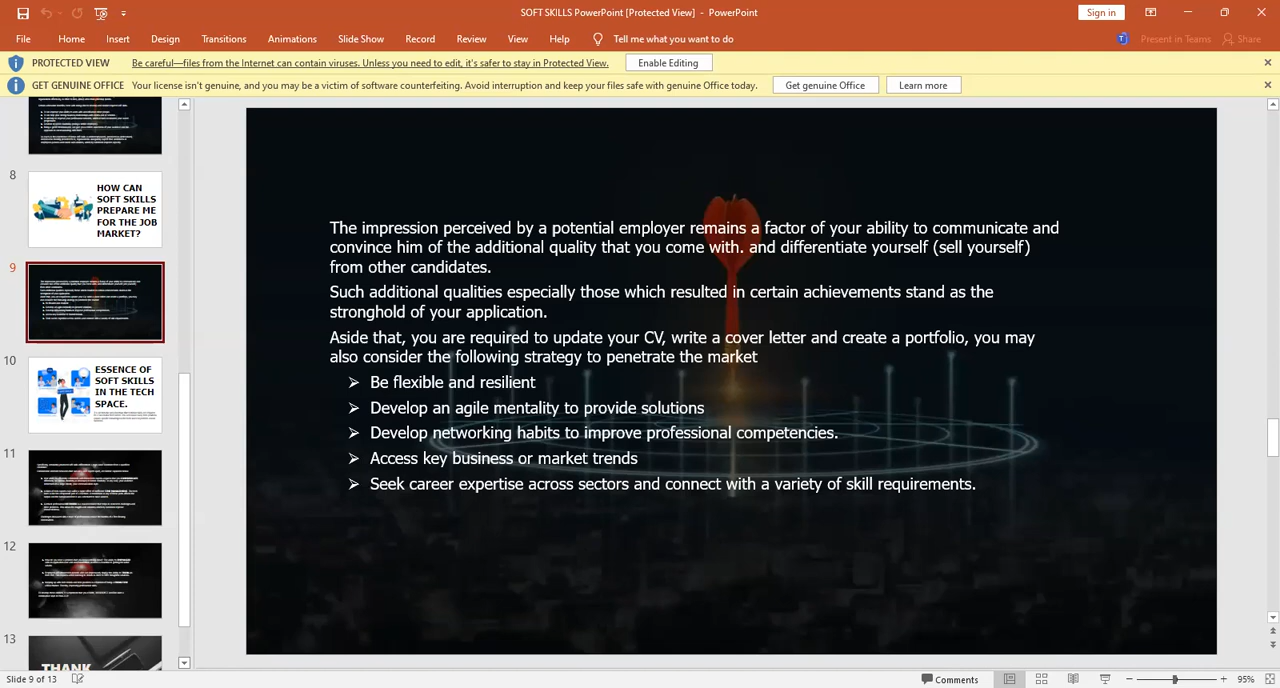 SOFT SKILLS PowerPoint [Protected View] - PowerPoint
Sign in
File Home Insert Design Transitions Animations Slide Show Record Review View Help Tell me what you want to do
Present in Teams Share
PROTECTED VIEW Be careful—files from the Internet can contain viruses. Unless you need to edit, it's safer to stay in Protected View. Enable Editing
GET GENUINE OFFICE Your license isn't genuine, and you may be a victim of software counterfeiting. Avoid interruption and keep your files safe with genuine Office today. Get genuine Office Learn more
8
HOW CAN
SOFT SKILLS
PREPARE ME
FOR THE JOB
MARKET?
9
10
ESSENCE OF
SOFT SKILLS
IN THE TECH
SPACE.
11
12
13
THANK
The impression perceived by a potential employer remains a factor of your ability to communicate and
convince him of the additional quality that you come with. and differentiate yourself (sell yourself)
from other candidates.
Such additional qualities especially those which resulted in certain achievements stand as the
stronghold of your application.
Aside that, you are required to update your CV, write a cover letter and create a portfolio, you may
also consider the following strategy to penetrate the market
➢ Be flexible and resilient
➢ Develop an agile mentality to provide solutions
➢ Develop networking habits to improve professional competencies.
➢ Access key business or market trends
➢ Seek career expertise across sectors and connect with a variety of skill requirements.
Slide 9 of 13
Comments
95%